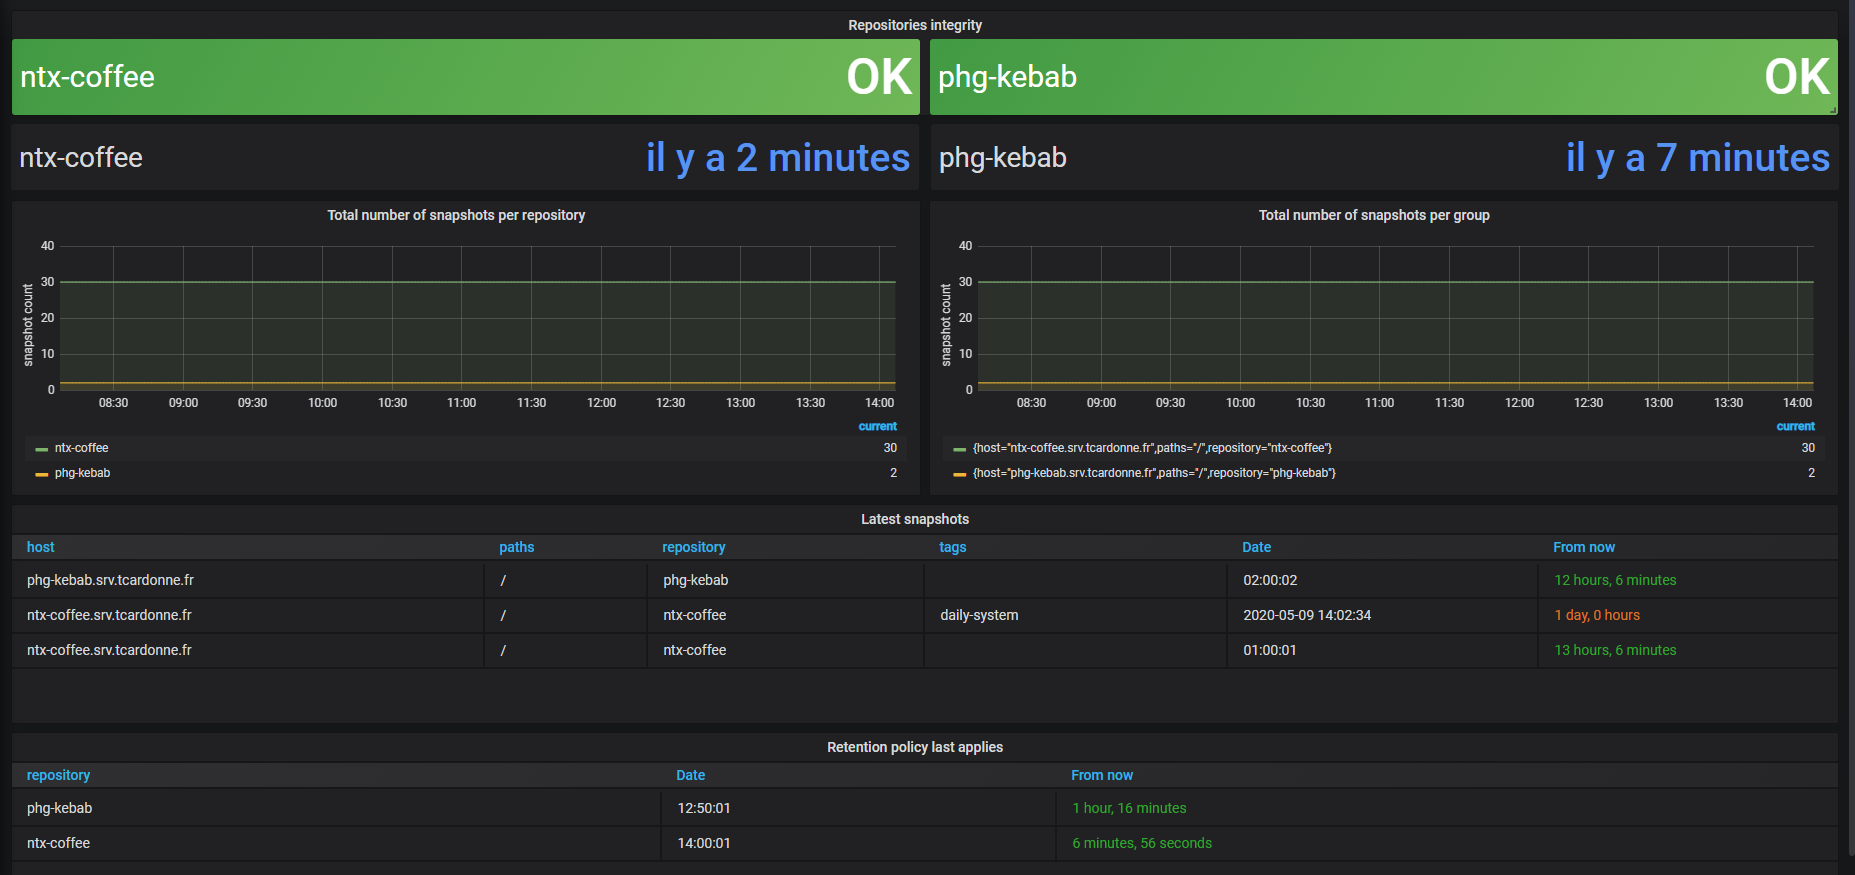 Repositories integrity
ntx-coffee OK phg-kebab OK
ntx-coffee il y a 2 minutes phg-kebab il y a 7 minutes
Total number of snapshots per repository
snapshot count
40
30
20
10
0
08:30 09:00 09:30 10:00 10:30 11:00 11:30 12:00 12:30 13:00 13:30 14:00
current
ntx-coffee 30
phg-kebab 2
Total number of snapshots per group
snapshot count
40
30
20
10
0
08:30 09:00 09:30 10:00 10:30 11:00 11:30 12:00 12:30 13:00 13:30 14:00
current
{host="ntx-coffee.srv.tcardonne.fr",paths="/",repository="ntx-coffee"} 30
{host="phg-kebab.srv.tcardonne.fr",paths="/",repository="phg-kebab"} 2
Latest snapshots
host paths repository tags Date From now
phg-kebab.srv.tcardonne.fr / phg-kebab 02:00:02 12 hours, 6 minutes
ntx-coffee.srv.tcardonne.fr / ntx-coffee daily-system 2020-05-09 14:02:34 1 day, 0 hours
ntx-coffee.srv.tcardonne.fr / ntx-coffee 01:00:01 13 hours, 6 minutes
Retention policy last applies
repository Date From now
phg-kebab 12:50:01 1 hour, 16 minutes
ntx-coffee 14:00:01 6 minutes, 56 seconds